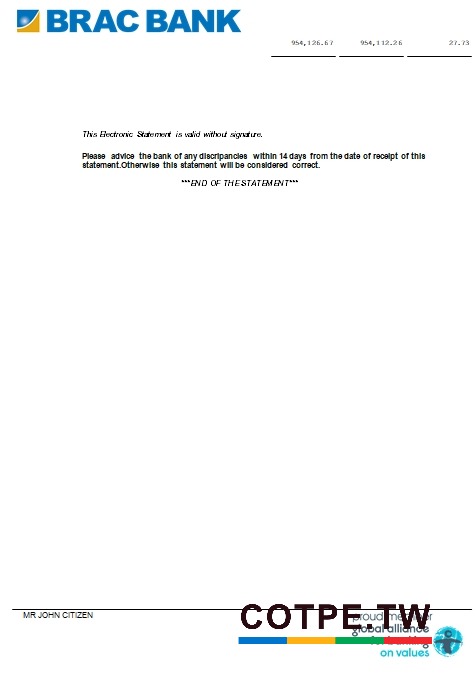 BRAC BANK
954,126.67 954,112.26 27.73
This Electronic Statement is valid without signature.
Please advice the bank of any discripancies within 14 days from the date of receipt of this
statement.Otherwise this statement will be considered correct.
***END OF THE STATEMENT***
MR JOHN CITIZEN
COTPE.TW
proud member
global alliance
banking
on values